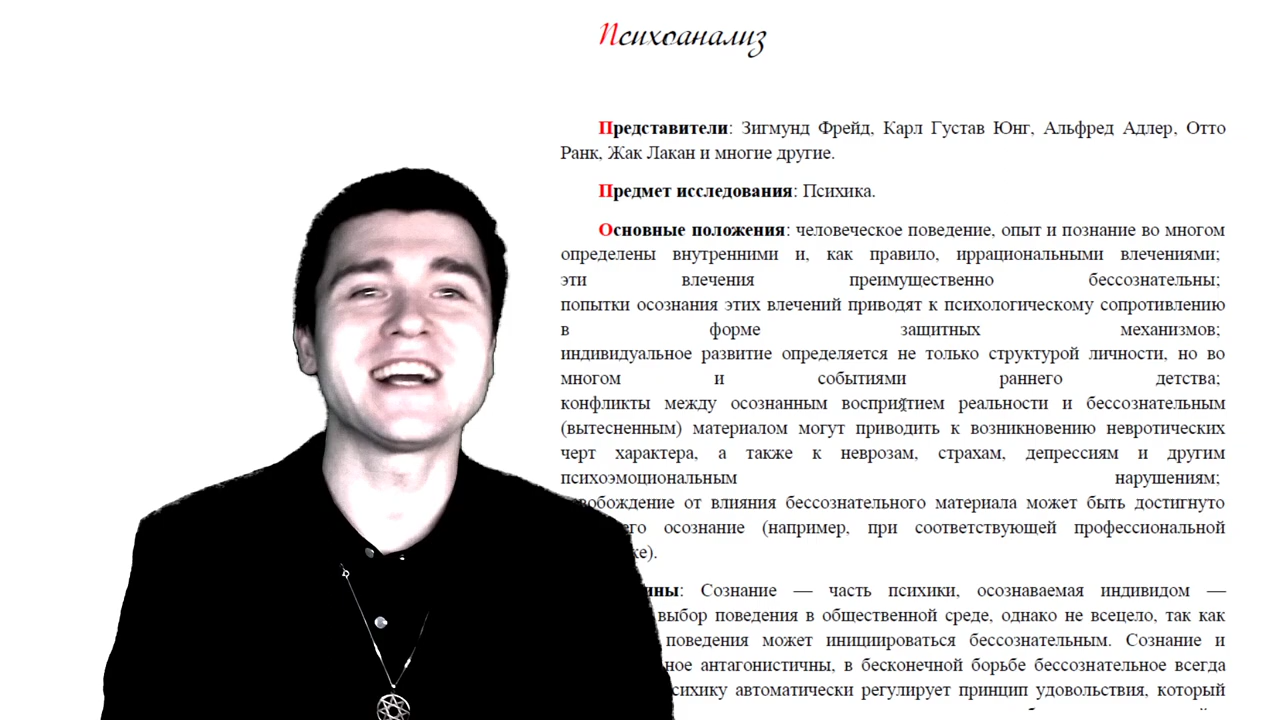 Психоанализ
Представители: Зигмунд Фрейд, Карл Густав Юнг, Альфред Адлер, Отто
Ранк, Жак Лакан и многие другие.
Предмет исследования: Психика.
Основные положения: человеческое поведение, опыт и познание во многом
определены внутренними и, как правило, иррациональными влечениями;
эти влечения преимущественно бессознательны;
попытки осознания этих влечений приводят к психологическому сопротивлению
в форме защитных механизмов;
индивидуальное развитие определяется не только структурой личности, но во
многом и событиями раннего детства;
конфликты между осознанным восприятием реальности и бессознательным
(вытесненным) материалом могут приводить к возникновению невротических
черт характера, а также к неврозам, страхам, депрессиям и другим
психоэмоциональным нарушениям;
от влияния бессознательного материала может быть достигнуто
осознание (например, при соответствующей профессиональной
Сознание — часть психики, осознаваемая индивидом —
выбор поведения в общественной среде, однако не всецело, так как
поведения может инициироваться бессознательным. Сознание и
антагонистичны, в бесконечной борьбе бессознательное всегда
автоматически регулирует принцип удовольствия, который